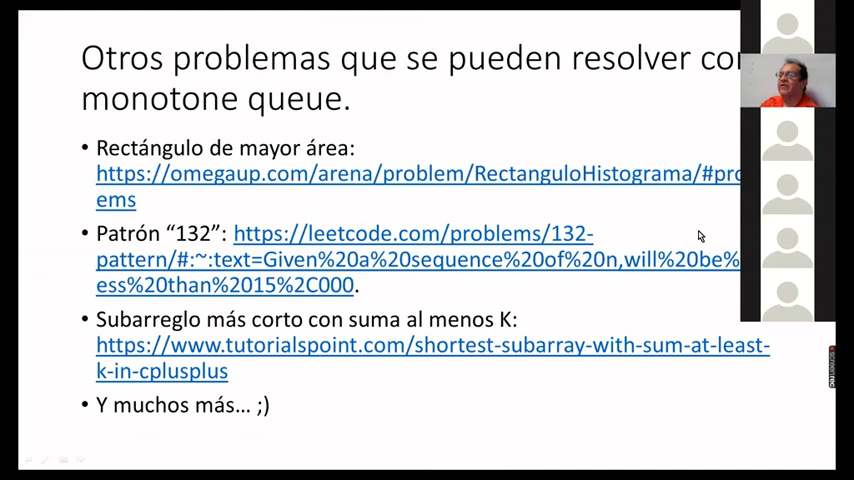 Otros problemas que se pueden resolver con
monotone queue.
• Rectángulo de mayor área:
https://omegaup.com/arena/problem/RectanguloHistograma/#pro
ems
• Patrón “132”: https://leetcode.com/problems/132-
pattern/#:~:text=Given%20a%20sequence%20of%20n,will%20be%
ess%20than%2015%2C000.
• Subarreglo más corto con suma al menos K:
https://www.tutorialspoint.com/shortest-subarray-with-sum-at-least-
k-in-cplusplus
• Y muchos más... ;)